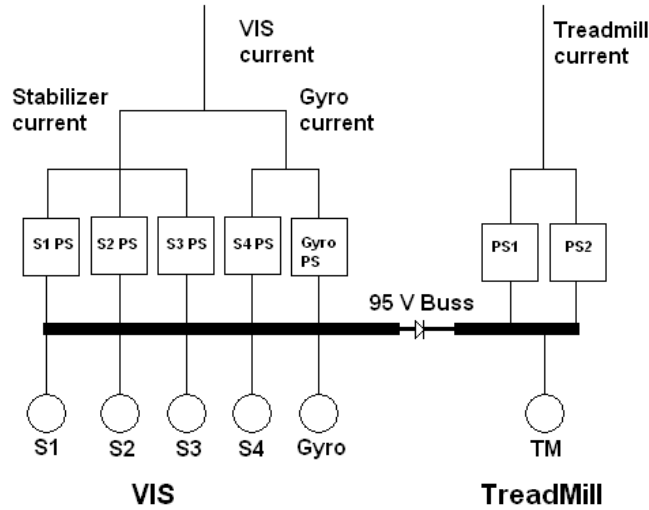 VIS
current
Treadmill
current
Stabilizer
current
Gyro
current
S1 PS
S2 PS
S3 PS
S4 PS
Gyro
PS
PS1
PS2
95 V Buss
S1
S2
S3
S4
Gyro
TM
VIS
TreadMill